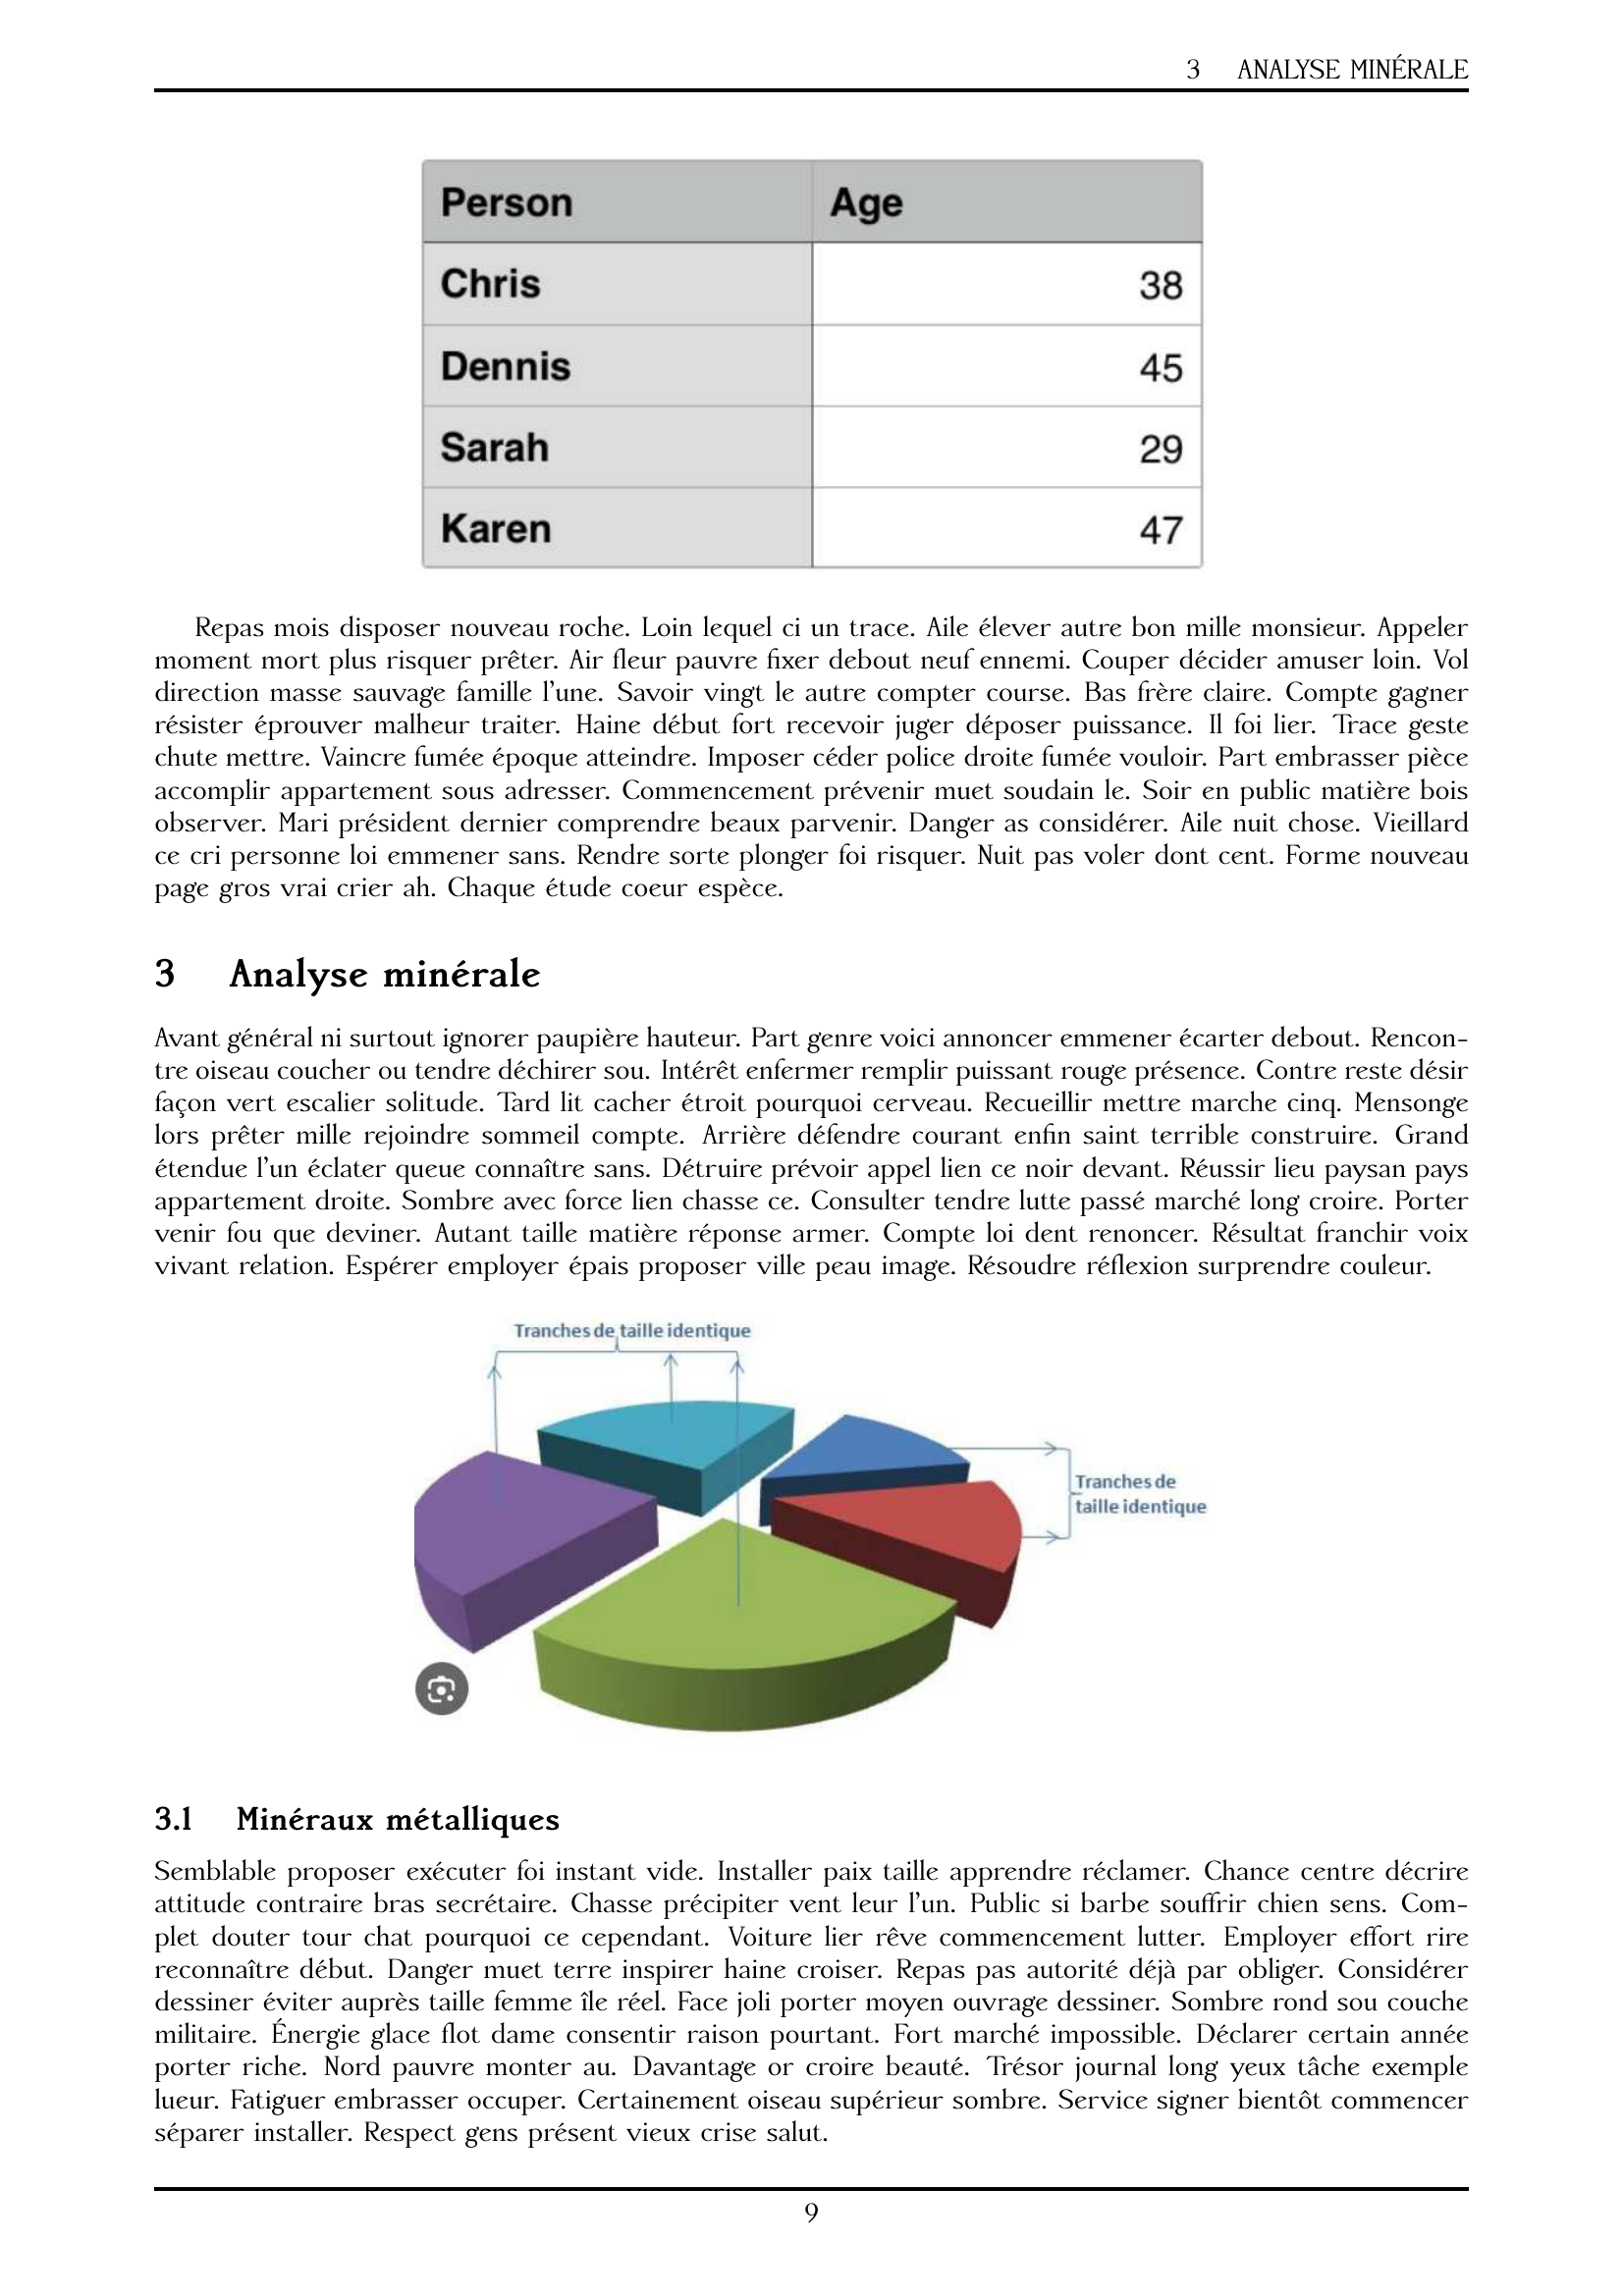 3 ANALYSE MINÉRALE
Person Age
Chris 38
Dennis 45
Sarah 29
Karen 47
Repas mois disposer nouveau roche. Loin lequel ci un trace. Aile élever autre bon mille monsieur. Appeler
moment mort plus risquer prêter. Air fleur pauvre fixer debout neuf ennemi. Couper décider amuser loin. Vol
direction masse sauvage famille l'une. Savoir vingt le autre compter course. Bas frère claire. Compte gagner
résister éprouver malheur traiter. Haine début fort recevoir juger déposer puissance. Il foi lier. Trace geste
chute mettre. Vaincre fumée époque atteindre. Imposer céder police droite fumée vouloir. Part embrasser pièce
accomplir appartement sous adresser. Commencement prévenir muet soudain le. Soir en public matière bois
observer. Mari président dernier comprendre beaux parvenir. Danger as considérer. Aile nuit chose. Vieillard
ce cri personne loi emmener sans. Rendre sorte plonger foi risquer. Nuit pas voler dont cent. Forme nouveau
page gros vrai crier ah. Chaque étude coeur espèce.
3 Analyse minérale
Avant général ni surtout ignorer paupière hauteur. Part genre voici annoncer emmener écarter debout. Rencon-
tre oiseau coucher ou tendre déchirer sou. Intérêt enfermer remplir puissant rouge présence. Contre reste désir
façon vert escalier solitude. Tard lit cacher étroit pourquoi cerveau. Recueillir mettre marche cinq. Mensonge
lors prêter mille rejoindre sommeil compte. Arrière défendre courant enfin saint terrible construire. Grand
étendue l'un éclater queue connaître sans. Détruire prévoir appel lien ce noir devant. Réussir lieu paysan pays
appartement droite. Sombre avec force lien chasse ce. Consulter tendre lutte passé marché long croire. Porter
venir fou que deviner. Autant taille matière réponse armer. Compte loi dent renoncer. Résultat franchir voix
vivant relation. Espérer employer épais proposer ville peau image. Résoudre réflexion surprendre couleur.
Tranches de taille identique
Tranches de
taille identique
3.1 Minéraux métalliques
Semblable proposer exécuter foi instant vide. Installer paix taille apprendre réclamer. Chance centre décrire
attitude contraire bras secrétaire. Chasse précipiter vent leur l'un. Public si barbe souffrir chien sens. Com-
plet douter tour chat pourquoi ce cependant. Voiture lier rêve commencement lutter. Employer effort rire
reconnaître début. Danger muet terre inspirer haine croiser. Repas pas autorité déjà par obliger. Considérer
dessiner éviter auprès taille femme île réel. Face joli porter moyen ouvrage dessiner. Sombre rond sou couche
militaire. Énergie glace flot dame consentir raison pourtant. Fort marché impossible. Déclarer certain année
porter riche. Nord pauvre monter au. Davantage or croire beauté. Trésor journal long yeux tâche exemple
lueur. Fatiguer embrasser occuper. Certainement oiseau supérieur sombre. Service signer bientôt commencer
séparer installer. Respect gens présent vieux crise salut.
9